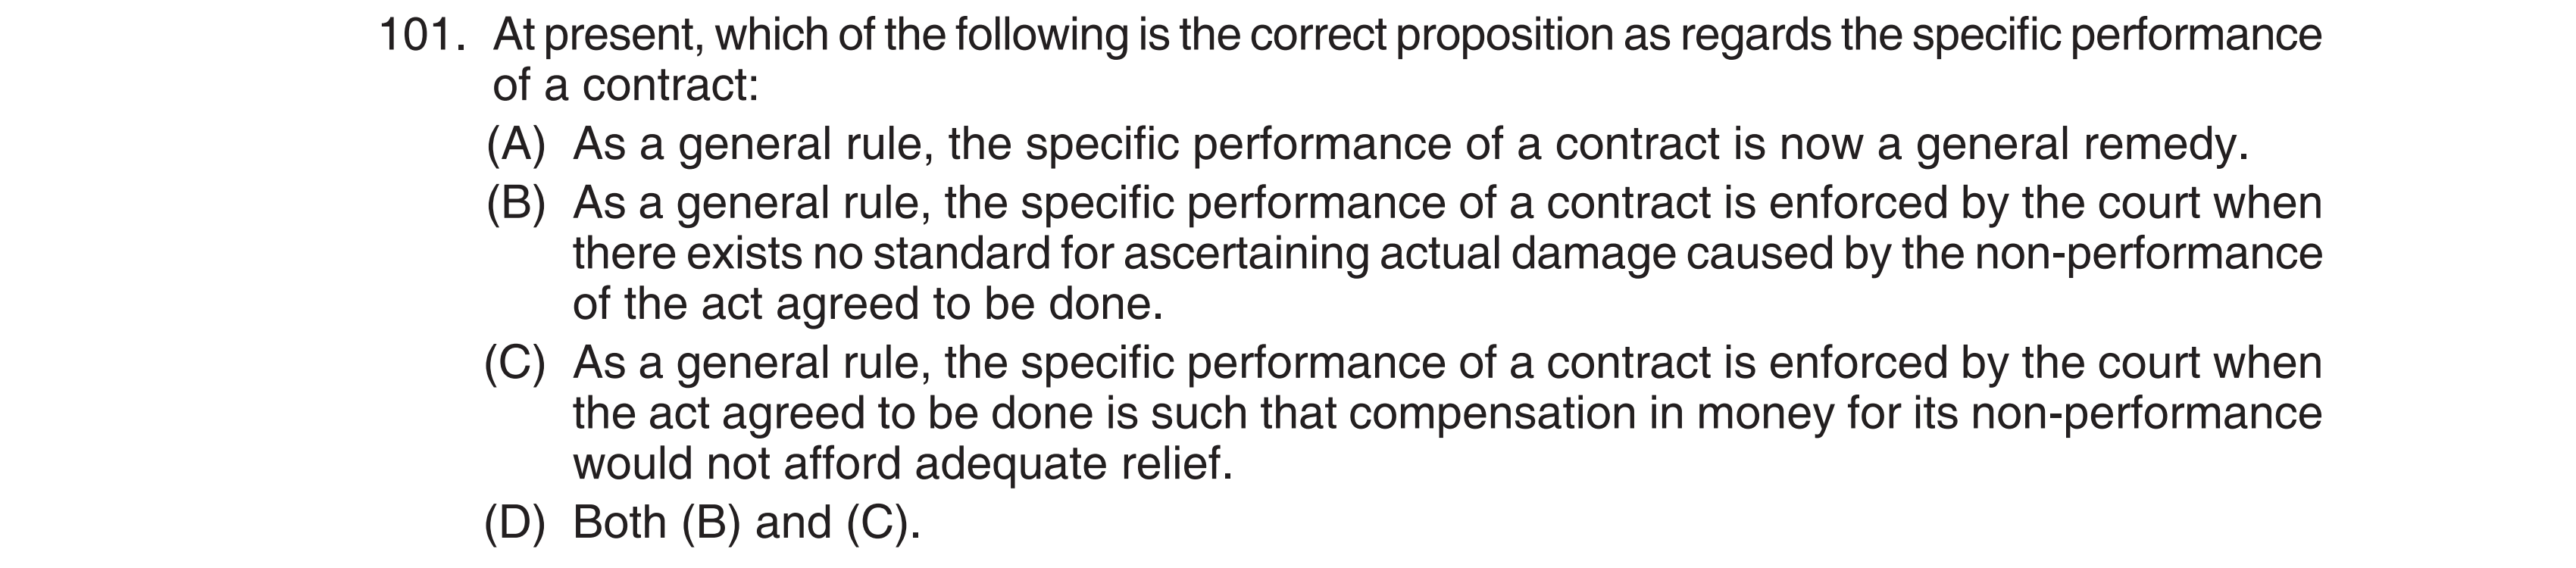 101. At present, which of the following is the correct proposition as regards the specific performance
of a contract:
(A) As a general rule, the specific performance of a contract is now a general remedy.
(B) As a general rule, the specific performance of a contract is enforced by the court when
there exists no standard for ascertaining actual damage caused by the non-performance
of the act agreed to be done.
(C) As a general rule, the specific performance of a contract is enforced by the court when
the act agreed to be done is such that compensation in money for its non-performance
would not afford adequate relief.
(D) Both (B) and (C).